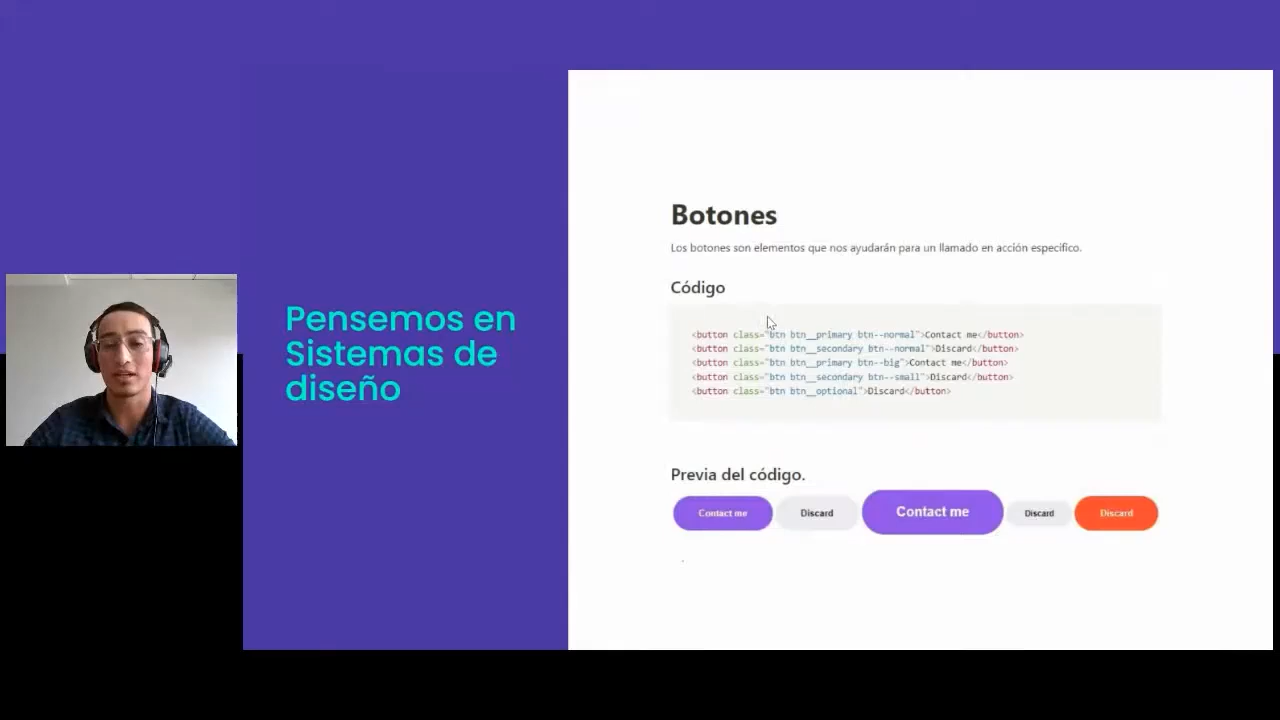 Pensemos en
Sistemas de
diseño
Botones
Los botones son elementos que nos ayudarán para un llamado en acción especifico.
Código
<button class="btn btn__primary btn--normal">Contact me</button>
<button class="btn btn__secondary btn--normal">Discard</button>
<button class="btn btn__primary btn--big">Contact me</button>
<button class="btn btn__secondary btn--small">Discard</button>
<button class="btn btn__optional">Discard</button>
Previa del código.
Contact me Discard Contact me Discard Discard